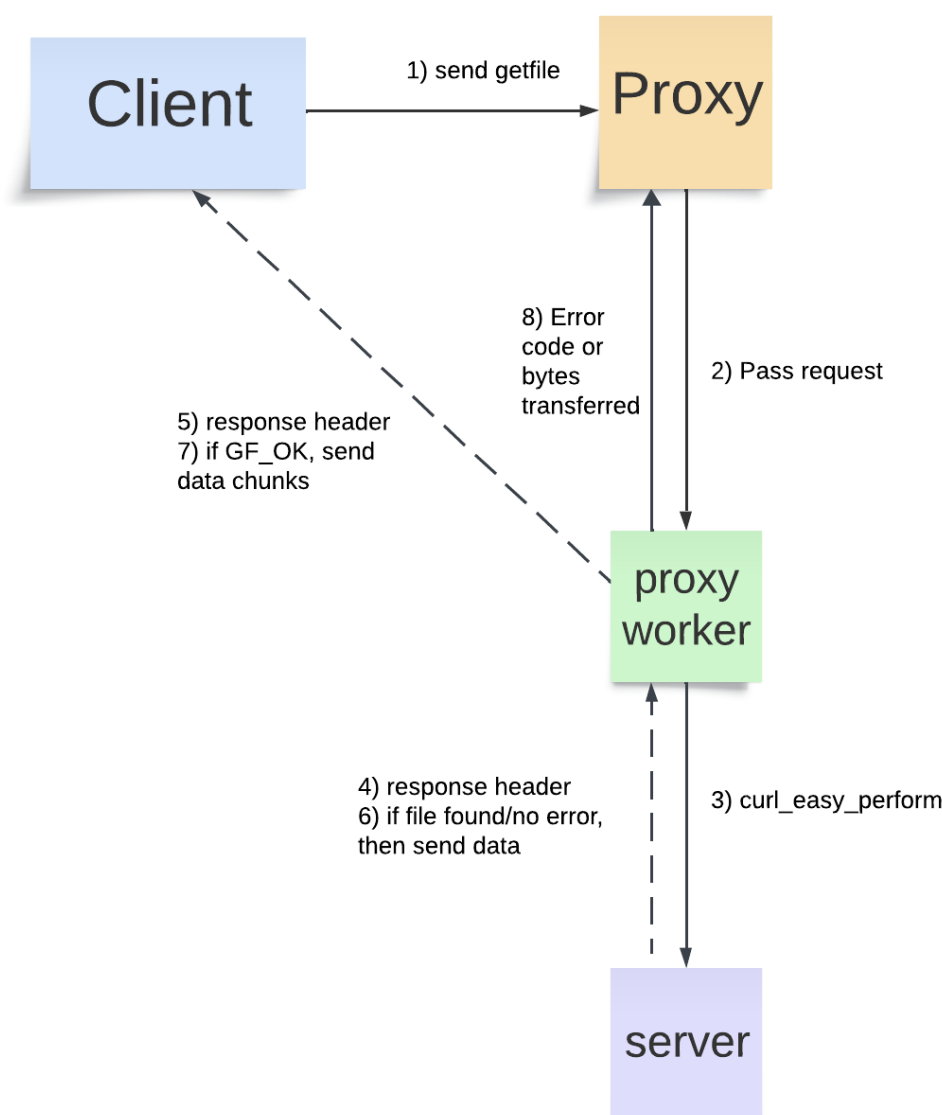 Client
1) send getfile
Proxy
8) Error
code or
bytes
transferred
2) Pass request
5) response header
7) if GF_OK, send
data chunks
proxy
worker
4) response header
6) if file found/no error,
then send data
3) curl_easy_perform
server